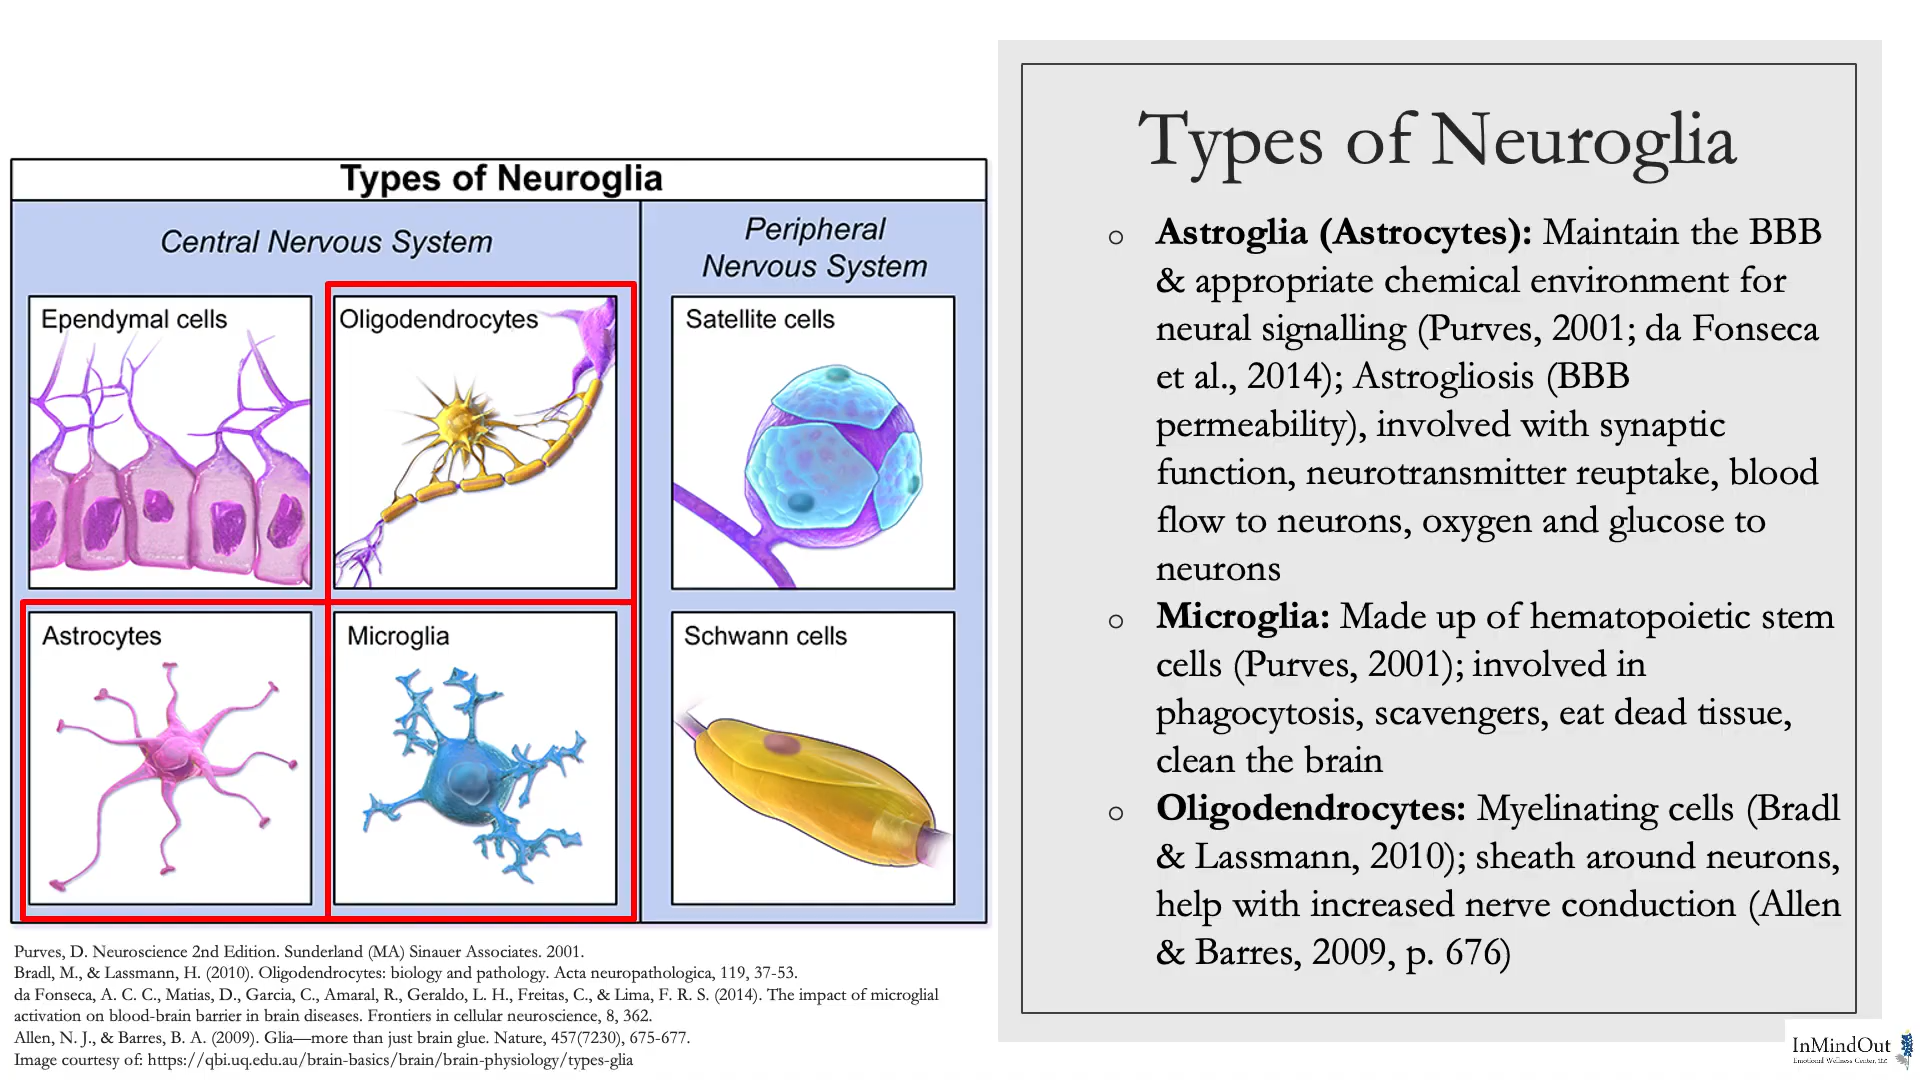 Types of Neuroglia
Central Nervous System
Peripheral
Nervous System
Ependymal cells
Oligodendrocytes
Satellite cells
Astrocytes
Microglia
Schwann cells
Purves, D. Neuroscience 2nd Edition. Sunderland (MA) Sinauer Associates. 2001.
Bradl, M., & Lassmann, H. (2010). Oligodendrocytes: biology and pathology. Acta neuropathologica, 119, 37-53.
da Fonseca, A. C. C., Matias, D., Garcia, C., Amaral, R., Geraldo, L. H., Freitas, C., & Lima, F. R. S. (2014). The impact of microglial
activation on blood-brain barrier in brain diseases. Frontiers in cellular neuroscience, 8, 362.
Allen, N. J., & Barres, B. A. (2009). Glia—more than just brain glue. Nature, 457(7230), 675-677.
Image courtesy of: https://qbi.uq.edu.au/brain-basics/brain/brain-physiology/types-glia
Types of Neuroglia
o Astroglia (Astrocytes): Maintain the BBB
& appropriate chemical environment for
neural signalling (Purves, 2001; da Fonseca
et al., 2014); Astrogliosis (BBB
permeability), involved with synaptic
function, neurotransmitter reuptake, blood
flow to neurons, oxygen and glucose to
neurons
o Microglia: Made up of hematopoietic stem
cells (Purves, 2001); involved in
phagocytosis, scavengers, eat dead tissue,
clean the brain
o Oligodendrocytes: Myelinating cells (Bradl
& Lassmann, 2010); sheath around neurons,
help with increased nerve conduction (Allen
& Barres, 2009, p. 676)
InMindOut
Emotional Wellness Center, LLC